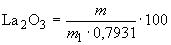 La₂O₃ = m / (m₁·0,7931) ·100